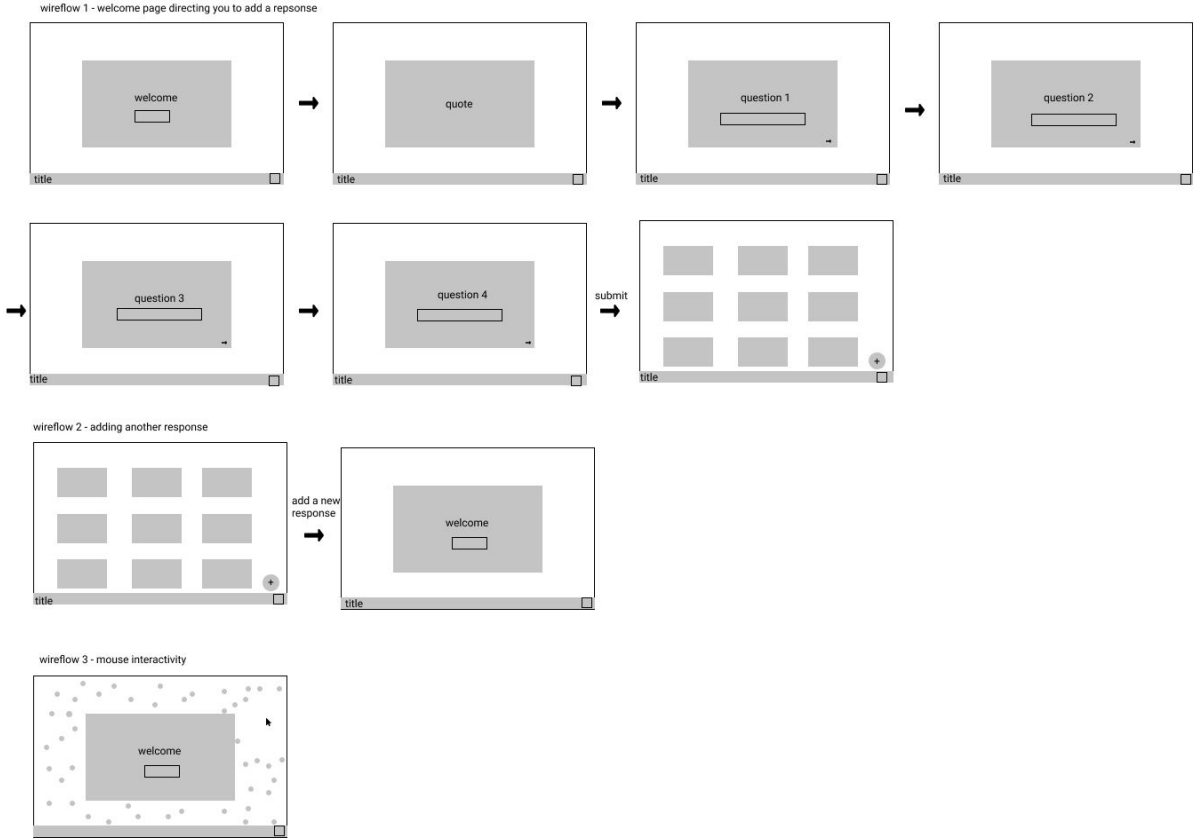 wireflow 1 - welcome page directing you to add a repsonse
welcome
title
quote
title
question 1
title
question 2
title
question 3
title
question 4
title
submit
+
title
wireflow 2 - adding another response
+
title
add a new
response
welcome
title
wireflow 3 - mouse interactivity
welcome